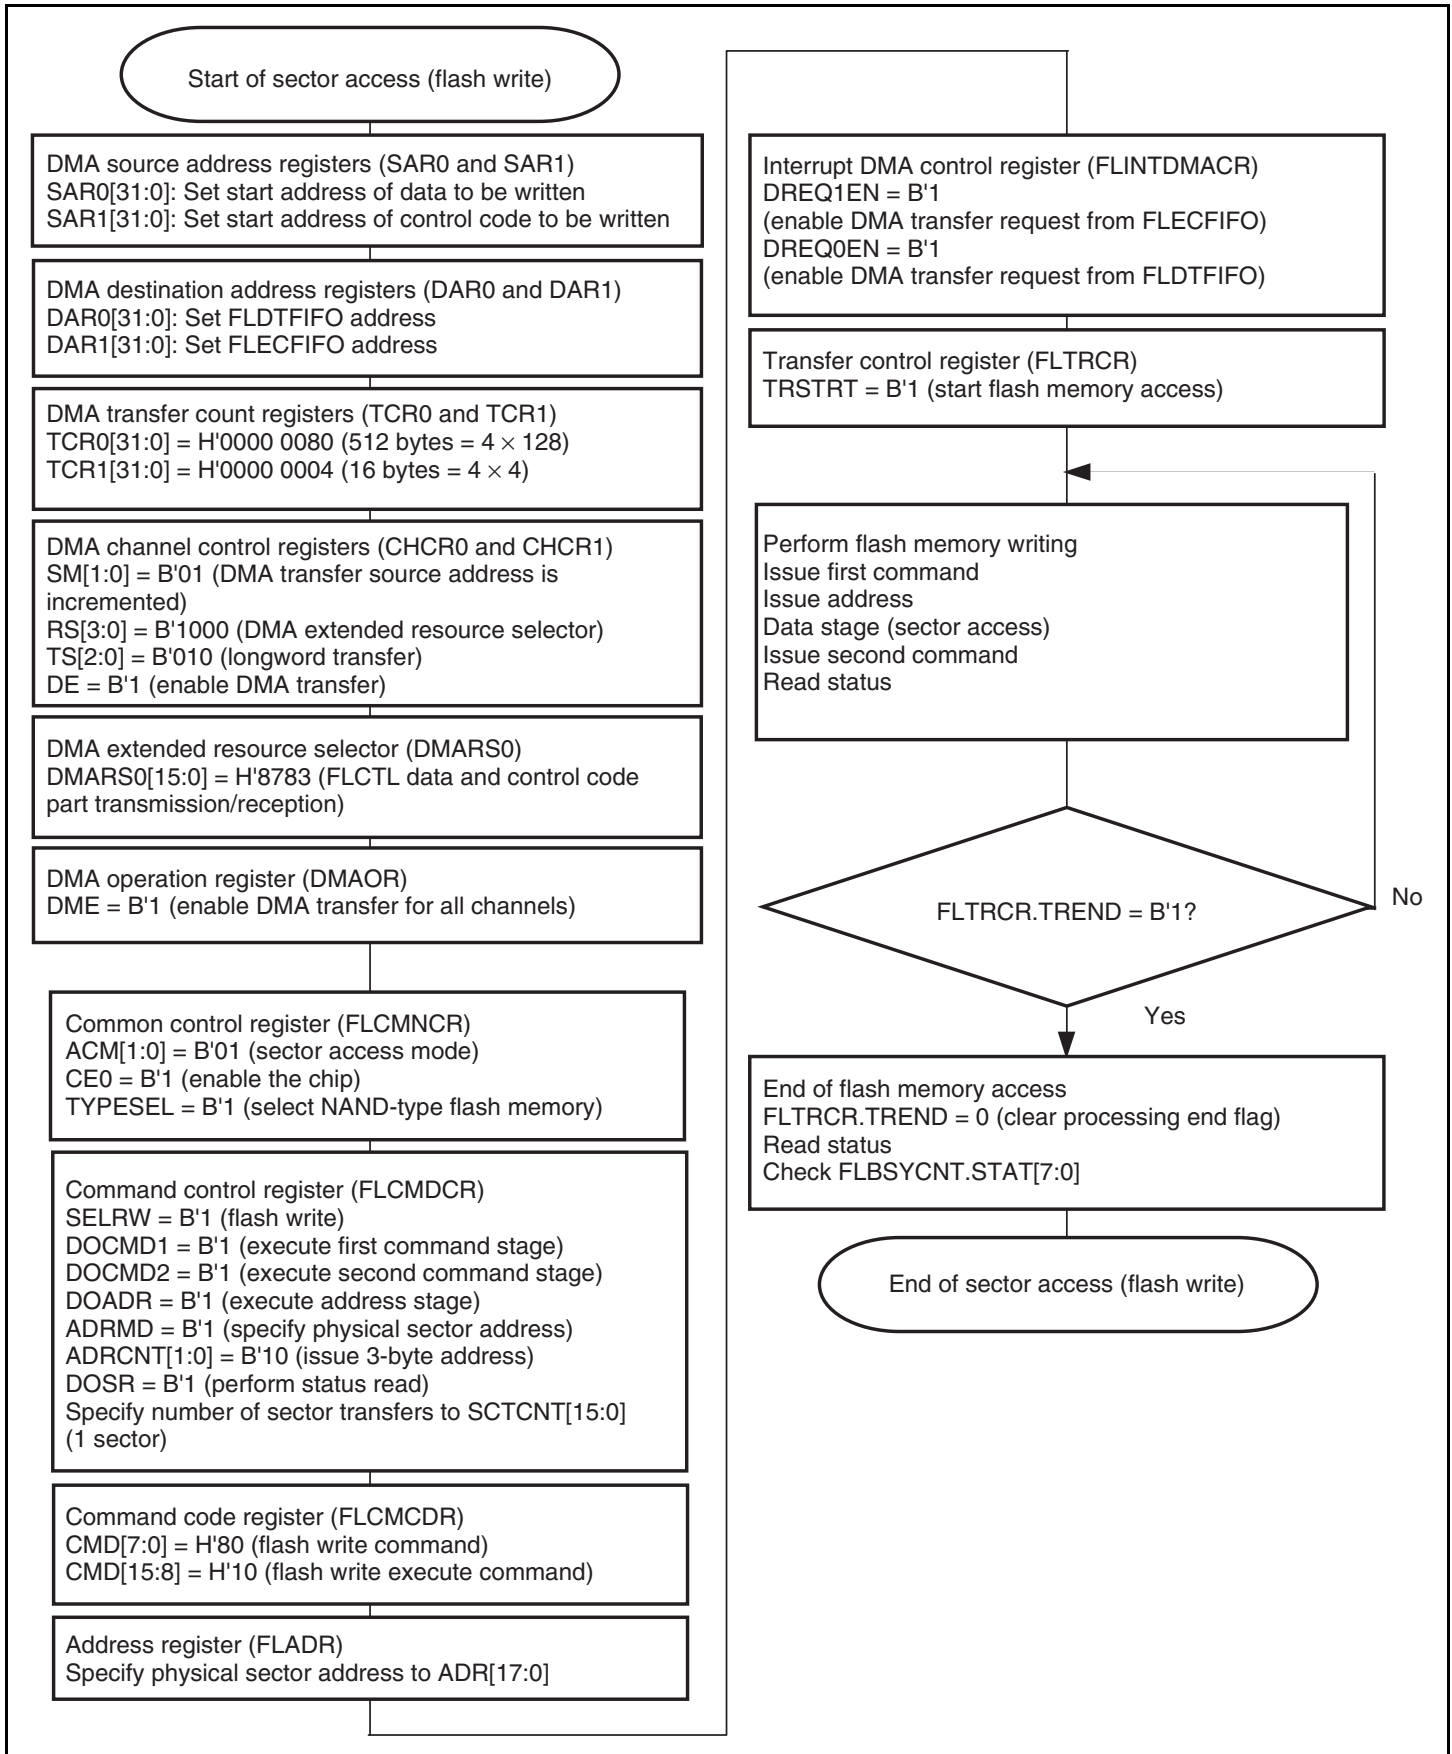 Start of sector access (flash write)
DMA source address registers (SAR0 and SAR1)
SAR0[31:0]: Set start address of data to be written
SAR1[31:0]: Set start address of control code to be written
DMA destination address registers (DAR0 and DAR1)
DAR0[31:0]: Set FLDTFIFO address
DAR1[31:0]: Set FLECFIFO address
DMA transfer count registers (TCR0 and TCR1)
TCR0[31:0] = H'0000 0080 (512 bytes = 4 × 128)
TCR1[31:0] = H'0000 0004 (16 bytes = 4 × 4)
DMA channel control registers (CHCR0 and CHCR1)
SM[1:0] = B'01 (DMA transfer source address is
incremented)
RS[3:0] = B'1000 (DMA extended resource selector)
TS[2:0] = B'010 (longword transfer)
DE = B'1 (enable DMA transfer)
DMA extended resource selector (DMARS0)
DMARS0[15:0] = H'8783 (FLCTL data and control code
part transmission/reception)
DMA operation register (DMAOR)
DME = B'1 (enable DMA transfer for all channels)
Common control register (FLCMNCR)
ACM[1:0] = B'01 (sector access mode)
CE0 = B'1 (enable the chip)
TYPESEL = B'1 (select NAND-type flash memory)
Command control register (FLCMDCR)
SELRW = B'1 (flash write)
DOCMD1 = B'1 (execute first command stage)
DOCMD2 = B'1 (execute second command stage)
DOADR = B'1 (execute address stage)
ADRMD = B'1 (specify physical sector address)
ADRCNT[1:0] = B'10 (issue 3-byte address)
DOSR = B'1 (perform status read)
Specify number of sector transfers to SCTCNT[15:0]
(1 sector)
Command code register (FLCMCDR)
CMD[7:0] = H'80 (flash write command)
CMD[15:8] = H'10 (flash write execute command)
Address register (FLADR)
Specify physical sector address to ADR[17:0]
Interrupt DMA control register (FLINTDMACR)
DREQ1EN = B'1
(enable DMA transfer request from FLECFIFO)
DREQ0EN = B'1
(enable DMA transfer request from FLDTFIFO)
Transfer control register (FLTRCR)
TRSTRT = B'1 (start flash memory access)
Perform flash memory writing
Issue first command
Issue address
Data stage (sector access)
Issue second command
Read status
FLTRCR.TREND = B'1?
No
Yes
End of flash memory access
FLTRCR.TREND = 0 (clear processing end flag)
Read status
Check FLBSYCNT.STAT[7:0]
End of sector access (flash write)